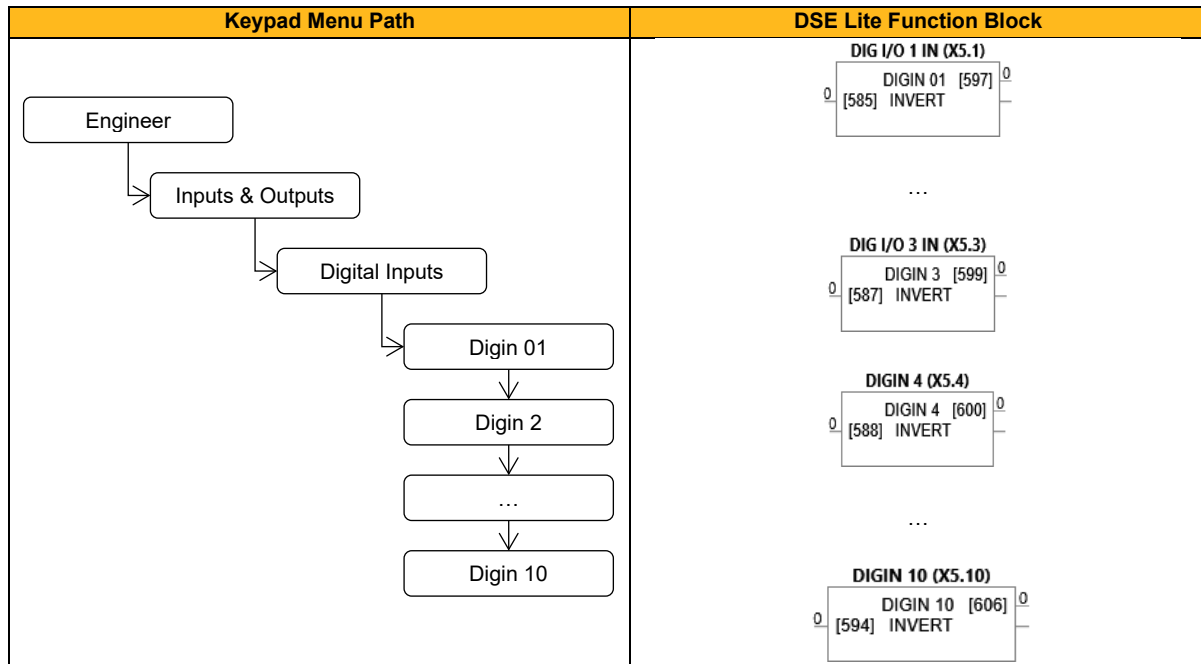 Keypad Menu Path
DSE Lite Function Block
Engineer
Inputs & Outputs
Digital Inputs
Digin 01
Digin 2
…
Digin 10
DIG I/O 1 IN (X5.1)
DIGIN 01 [597] 0
0 [585] INVERT
…
DIG I/O 3 IN (X5.3)
DIGIN 3 [599] 0
0 [587] INVERT
DIGIN 4 (X5.4)
DIGIN 4 [600] 0
0 [588] INVERT
…
DIGIN 10 (X5.10)
DIGIN 10 [606] 0
0 [594] INVERT